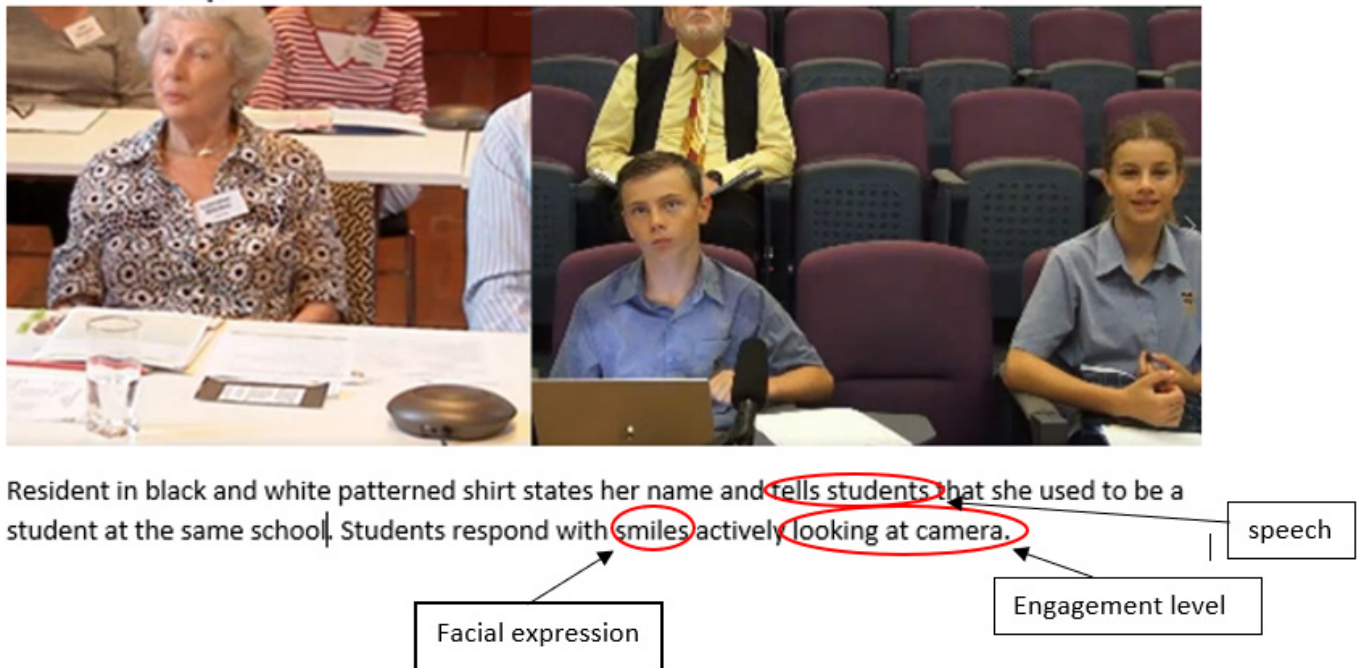 Resident in black and white patterned shirt states her name and tells students that she used to be a
student at the same school. Students respond with smiles actively looking at camera.
speech
Engagement level
Facial expression